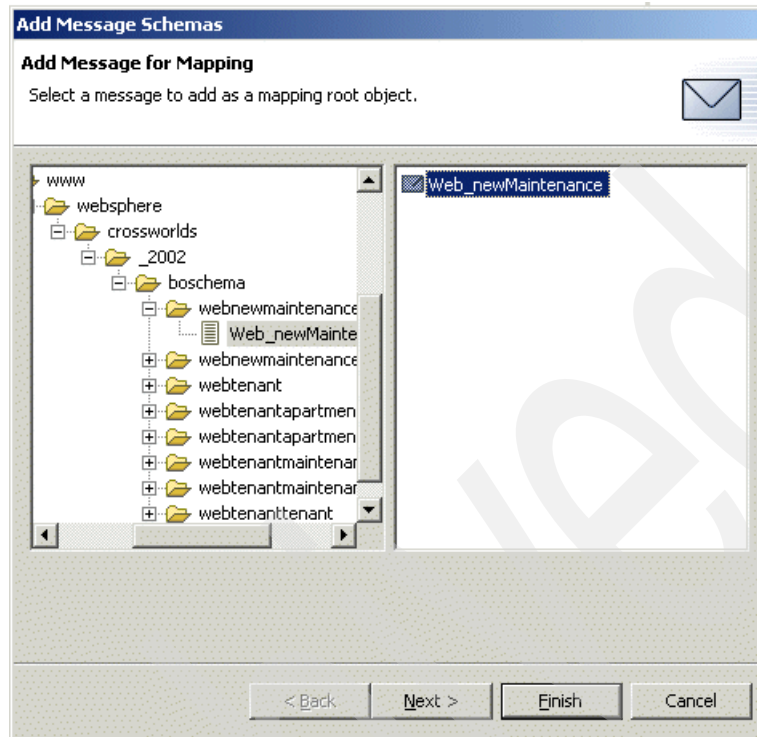 Add Message Schemas
Add Message for Mapping
Select a message to add as a mapping root object.
www
websphere
crossworlds
_2002
boschema
webnewmaintenance
Web_newMainte
webnewmaintenance
webtenant
webtenantapartmen
webtenantapartmen
webtenantmaintenar
webtenantmaintenar
webtenanttenant
Web_newMaintenance
< Back
Next >
Finish
Cancel